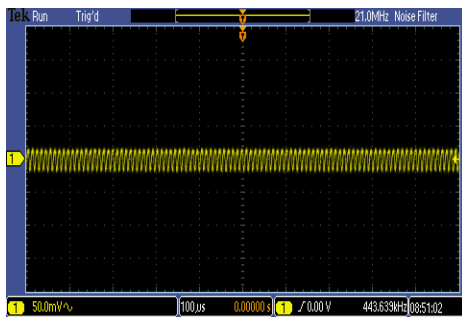 Tek Run Trig'd 21.0MHz Noise Filter
1
1 50.0mV 100µs 0.00000 s 1 0.00 V 443.639kHz 08:51:02